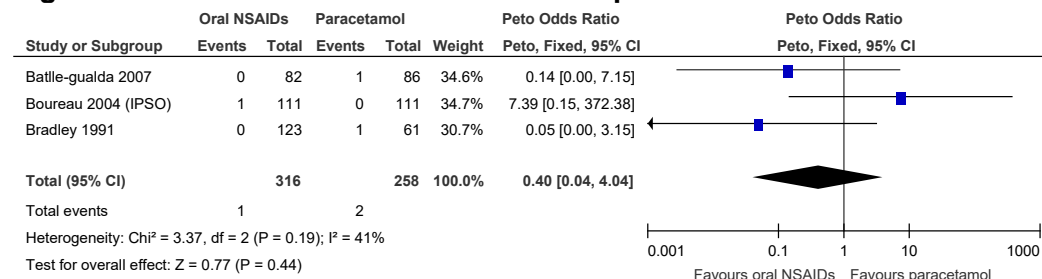 Oral NSAIDs Paracetamol Peto Odds Ratio Peto Odds Ratio
Study or Subgroup Events Total Events Total Weight Peto, Fixed, 95% CI Peto, Fixed, 95% CI
Batlle-gualda 2007 0 82 1 86 34.6% 0.14 [0.00, 7.15]
Boureau 2004 (IPSO) 1 111 0 111 34.7% 7.39 [0.15, 372.38]
Bradley 1991 0 123 1 61 30.7% 0.05 [0.00, 3.15]
Total (95% CI) 316 258 100.0% 0.40 [0.04, 4.04]
Total events 1 2
Heterogeneity: Chi² = 3.37, df = 2 (P = 0.19); I² = 41%
Test for overall effect: Z = 0.77 (P = 0.44)
0.001 0.1 1 10 1000
Favours oral NSAIDs Favours paracetamol